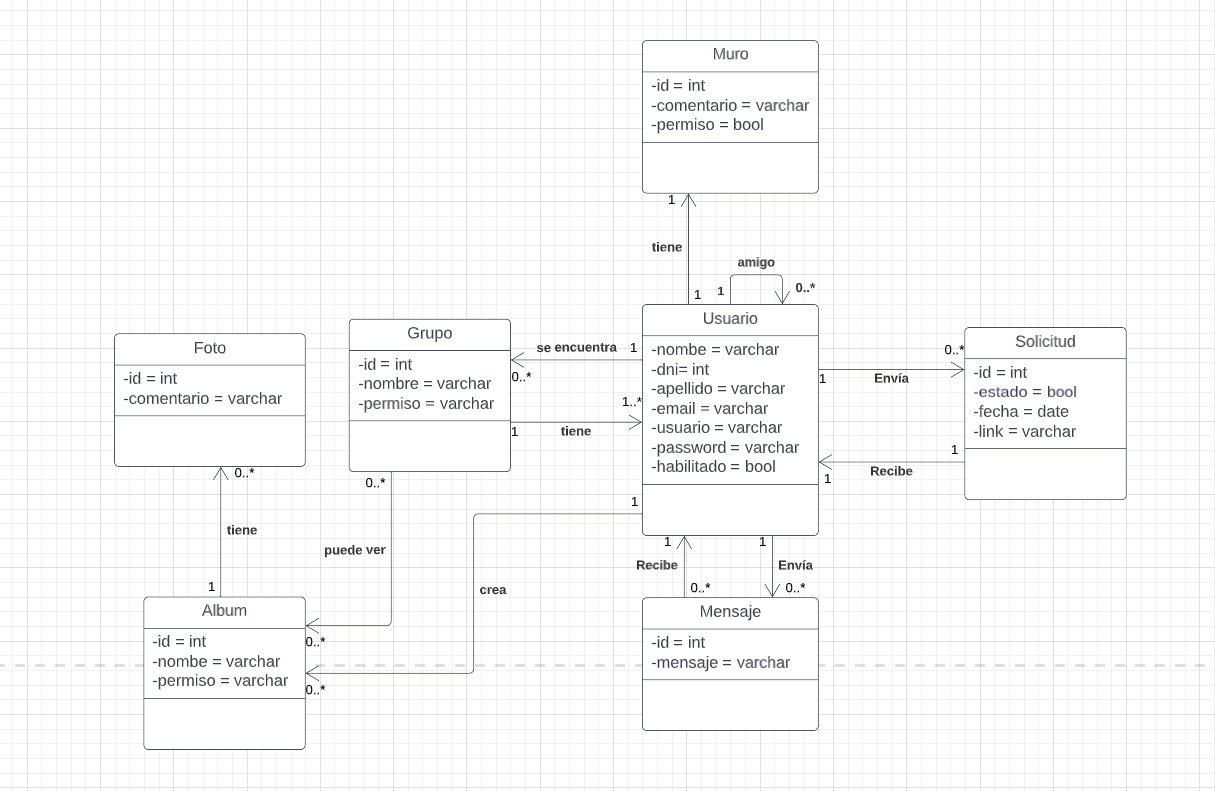 Muro
-id = int
-comentario = varchar
-permiso = bool
1
tiene
1
amigo
1
0..*
Usuario
-nombe = varchar
-dni= int
-apellido = varchar
-email = varchar
-usuario = varchar
-password = varchar
-habilitado = bool
Foto
-id = int
-comentario = varchar
Grupo
-id = int
-nombre = varchar
-permiso = varchar
se encuentra
1
0..*
1..*
1
tiene
Solicitud
-id = int
-estado = bool
-fecha = date
-link = varchar
0..*
1
Envía
1
Recibe
1
0..*
tiene
1
0..*
puede ver
0..*
1
crea
0..*
1
Recibe
0..*
1
Envía
0..*
Album
-id = int
-nombe = varchar
-permiso = varchar
Mensaje
-id = int
-mensaje = varchar